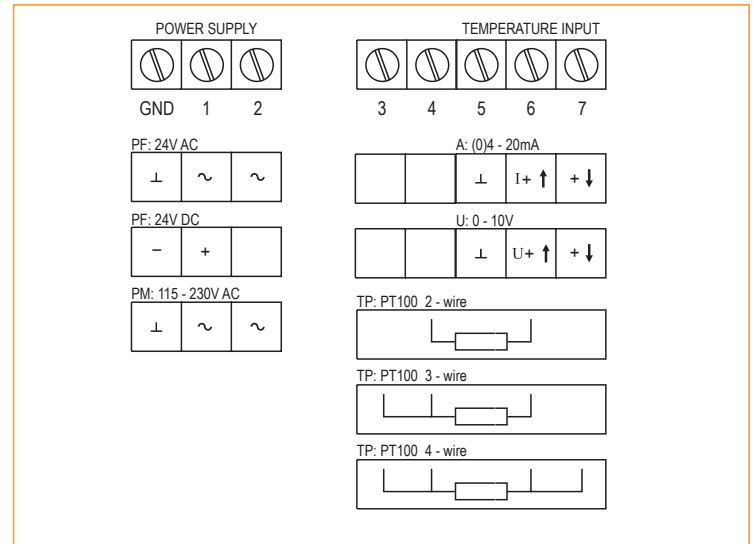 POWER SUPPLY
GND 1 2
PF: 24V AC
⊥ ~ ~
PF: 24V DC
− +
PM: 115 - 230V AC
⊥ ~ ~
TEMPERATURE INPUT
3 4 5 6 7
A: (0)4 - 20mA
⊥ I+ ↑ + ↓
U: 0 - 10V
⊥ U+ ↑ + ↓
TP: PT100 2 - wire
TP: PT100 3 - wire
TP: PT100 4 - wire